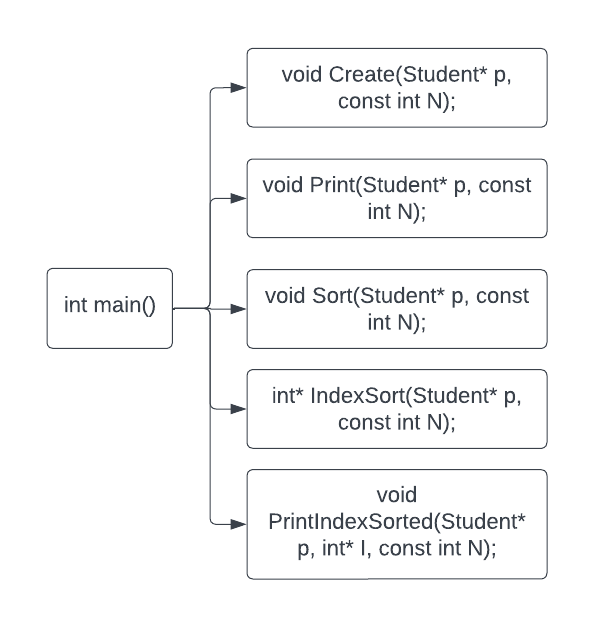 void Create(Student* p,
const int N);
void Print(Student* p, const
int N);
int main()
void Sort(Student* p, const
int N);
int* IndexSort(Student* p,
const int N);
void
PrintIndexSorted(Student*
p, int* I, const int N);